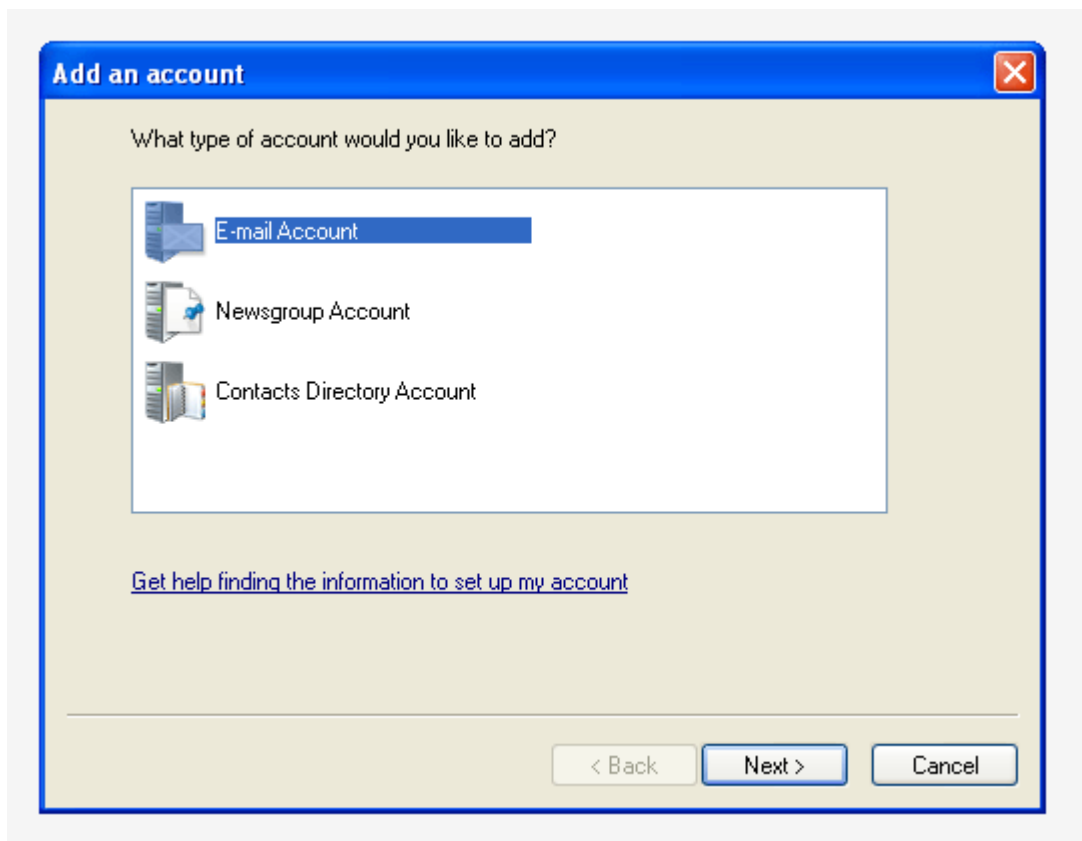 Add an account
What type of account would you like to add?
E-mail Account
Newsgroup Account
Contacts Directory Account
Get help finding the information to set up my account
< Back
Next >
Cancel